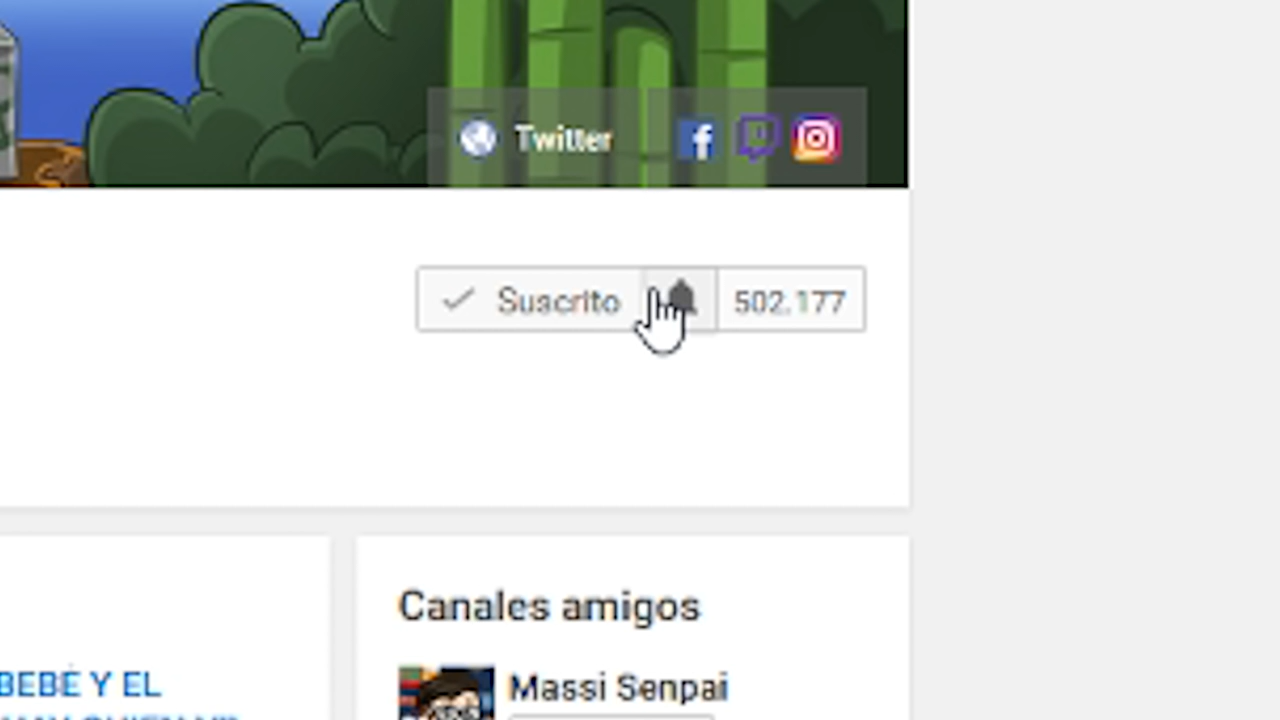 Twitter
Suscrito
502.177
Canales amigos
BEBÉ Y EL
Massi Senpai